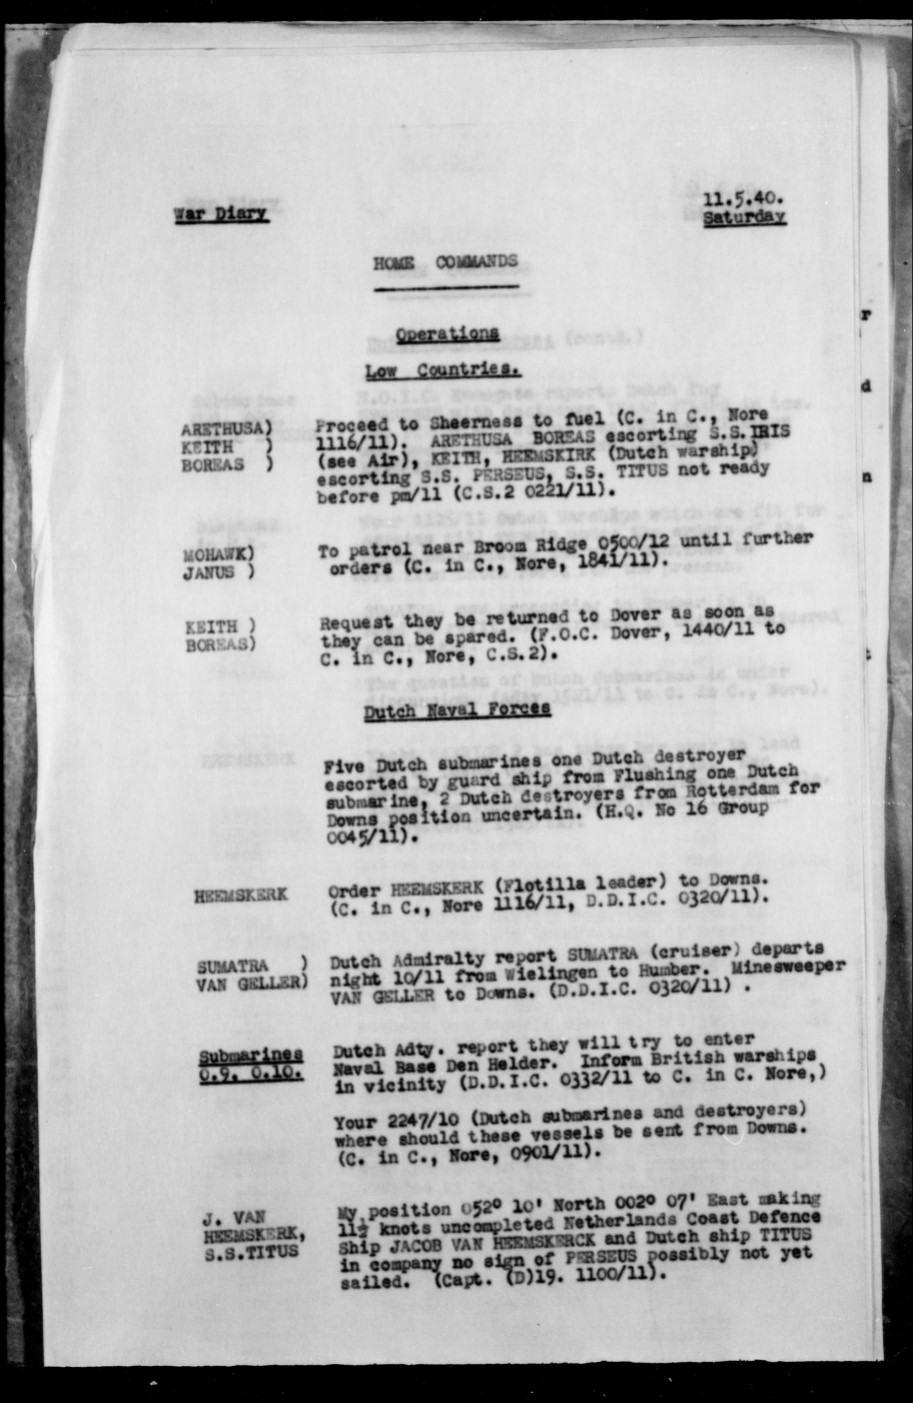 War Diary
11.5.40.
Saturday
HOME COMMANDS
Operations
Low Countries.
ARETHUSA)
KEITH )
BOREAS )
Proceed to Sheerness to fuel (C. in C., Nore
1116/11). ARETHUSA BOREAS escorting S.S. IRIS
(see Air), KEITH, HEEMSKIRK (Dutch warship)
escorting S.S. PERSEUS, S.S. TITUS not ready
before pm/11 (C.S.2 0221/11).
MOHAWK)
JANUS )
To patrol near Broom Ridge 0500/12 until further
orders (C. in C., Nore, 1841/11).
KEITH )
BOREAS)
Request they be returned to Dover as soon as
they can be spared. (F.O.C. Dover, 1440/11 to
C. in C., Nore, C.S.2).
Dutch Naval Forces
Five Dutch submarines one Dutch destroyer
escorted by guard ship from Flushing one Dutch
submarine, 2 Dutch destroyers from Rotterdam for
Downs position uncertain. (H.Q. No 16 Group
0045/11).
HEEMSKERK
Order HEEMSKERK (Flotilla leader) to Downs.
(C. in C., Nore 1116/11, D.D.I.C. 0320/11).
SUMATRA )
VAN GELLER)
Dutch Admiralty report SUMATRA (cruiser) departs
night 10/11 from Wielingen to Humber. Minesweeper
VAN GELLER to Downs. (D.D.I.C. 0320/11) .
Submarines
O.9. O.10.
Dutch Adty. report they will try to enter
Naval Base Den Helder. Inform British warships
in vicinity (D.D.I.C. 0332/11 to C. in C. Nore,)
Your 2247/10 (Dutch submarines and destroyers)
where should these vessels be sent from Downs.
(C. in C., Nore, 0901/11).
J. VAN
HEEMSKERK,
S.S.TITUS
My position 052º 10' North 002º 07' East making
11½ knots uncompleted Netherlands Coast Defence
Ship JACOB VAN HEEMSKERCK and Dutch ship TITUS
in company no sign of PERSEUS possibly not yet
sailed. (Capt. (D)19. 1100/11).
r
d
n
t